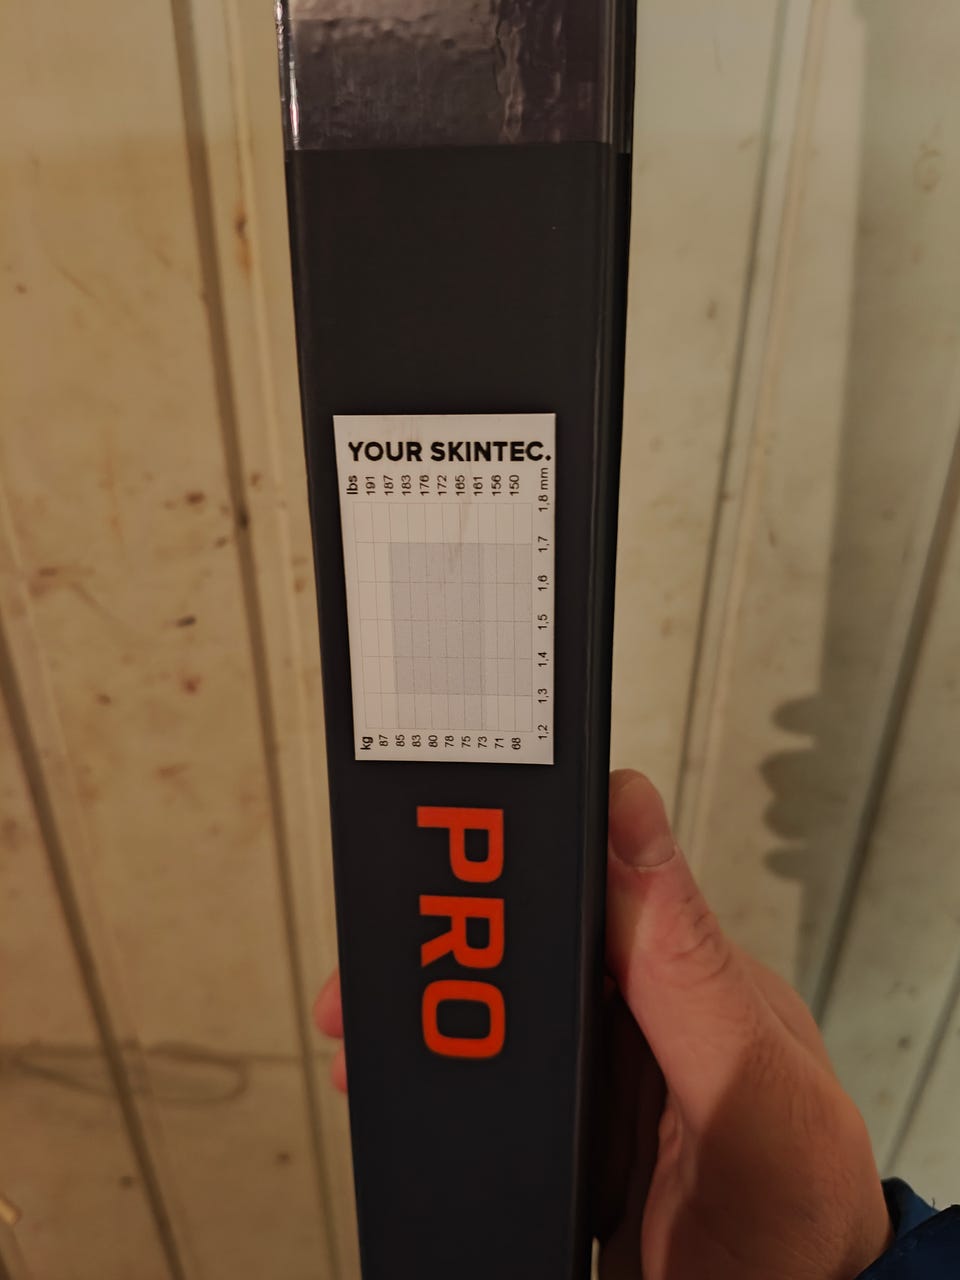 YOUR SKINTEC.
lbs 191 187 183 176 172 165 161 156 150
1,8 mm
1,7
1,6
1,5
1,4
1,3
1,2
kg 87 85 83 80 78 75 73 71 68
PRO